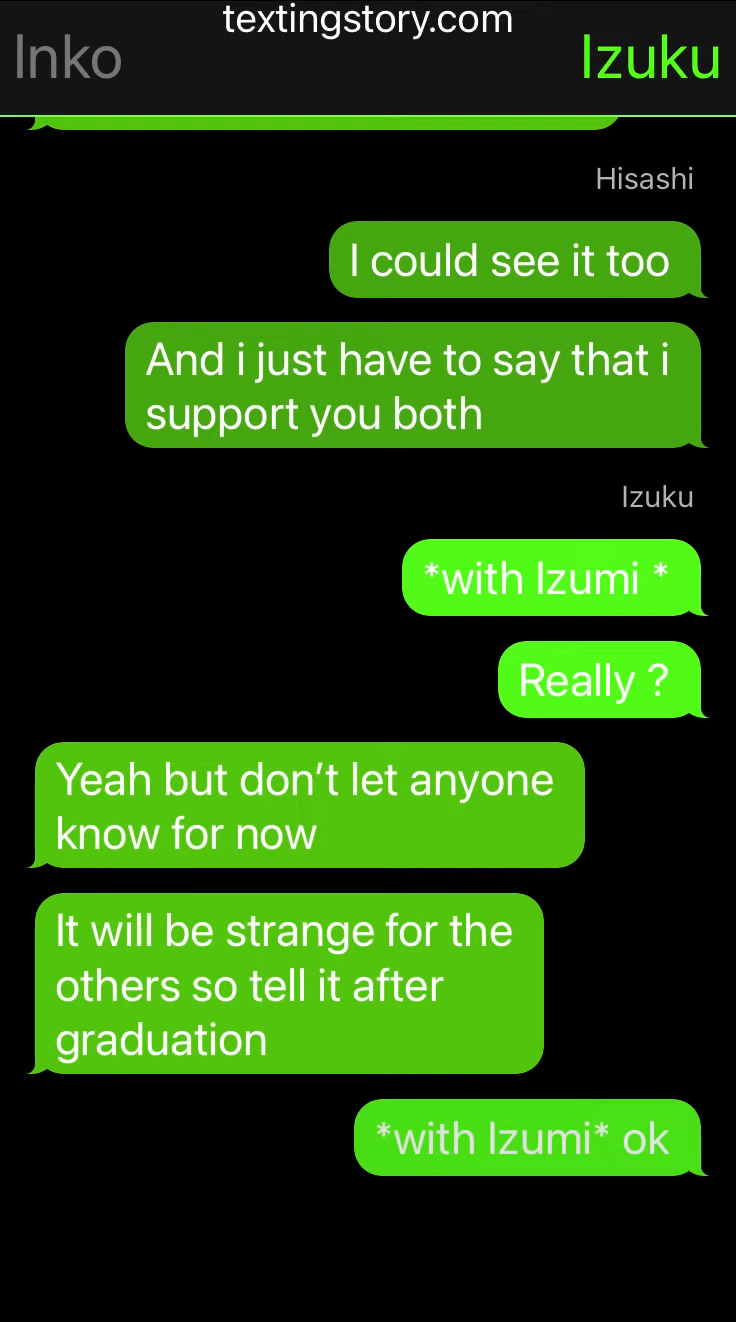 textingstory.com
Inko
Izuku
Hisashi
I could see it too
And i just have to say that i
support you both
Izuku
*with Izumi *
Really ?
Yeah but don’t let anyone
know for now
It will be strange for the
others so tell it after
graduation
*with Izumi* ok